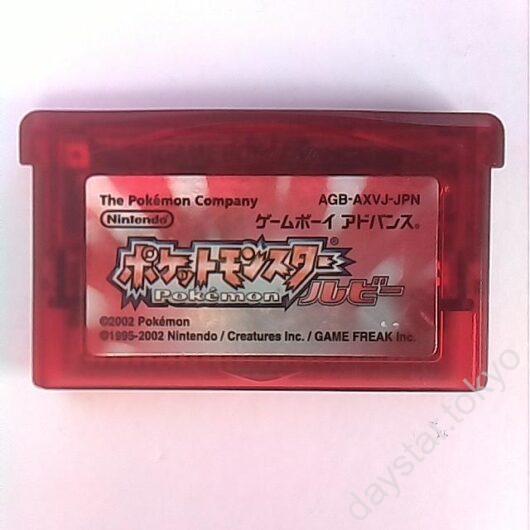 The Pokémon Company
AGB-AXVJ-JPN
Nintendo®
ゲームボーイ アドバンス®
ポケットモンスター®
Pokémon
ルビー
©2002 Pokémon
©1995-2002 Nintendo / Creatures Inc. / GAME FREAK Inc.
daystar.tokyo